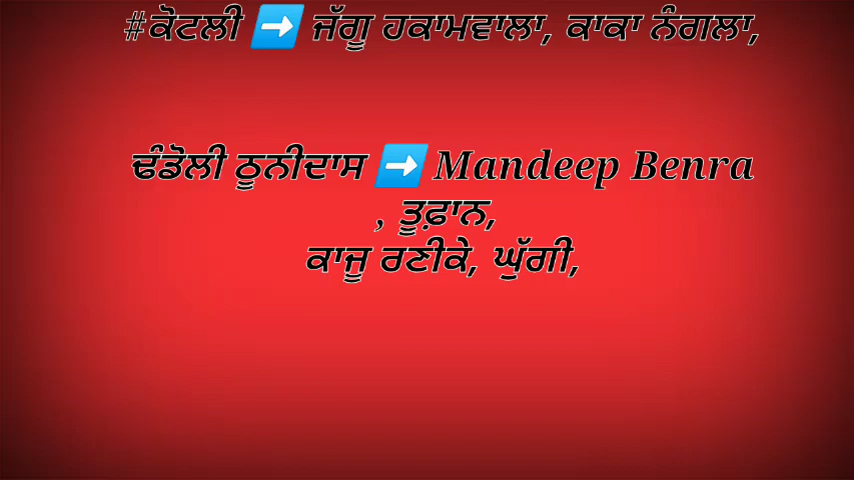 #ਕੋਟਲੀ ➡️ ਜੱਗੂ ਹਕਾਮਵਾਲਾ, ਕਾਕਾ ਨੰਗਲਾ,
ਢੰਡੋਲੀ ਠੂਨੀਦਾਸ ➡️ Mandeep Benra
, ਤੂਫ਼ਾਨ,
ਕਾਜੂ ਰਣੀਕੇ, ਘੁੱਗੀ,